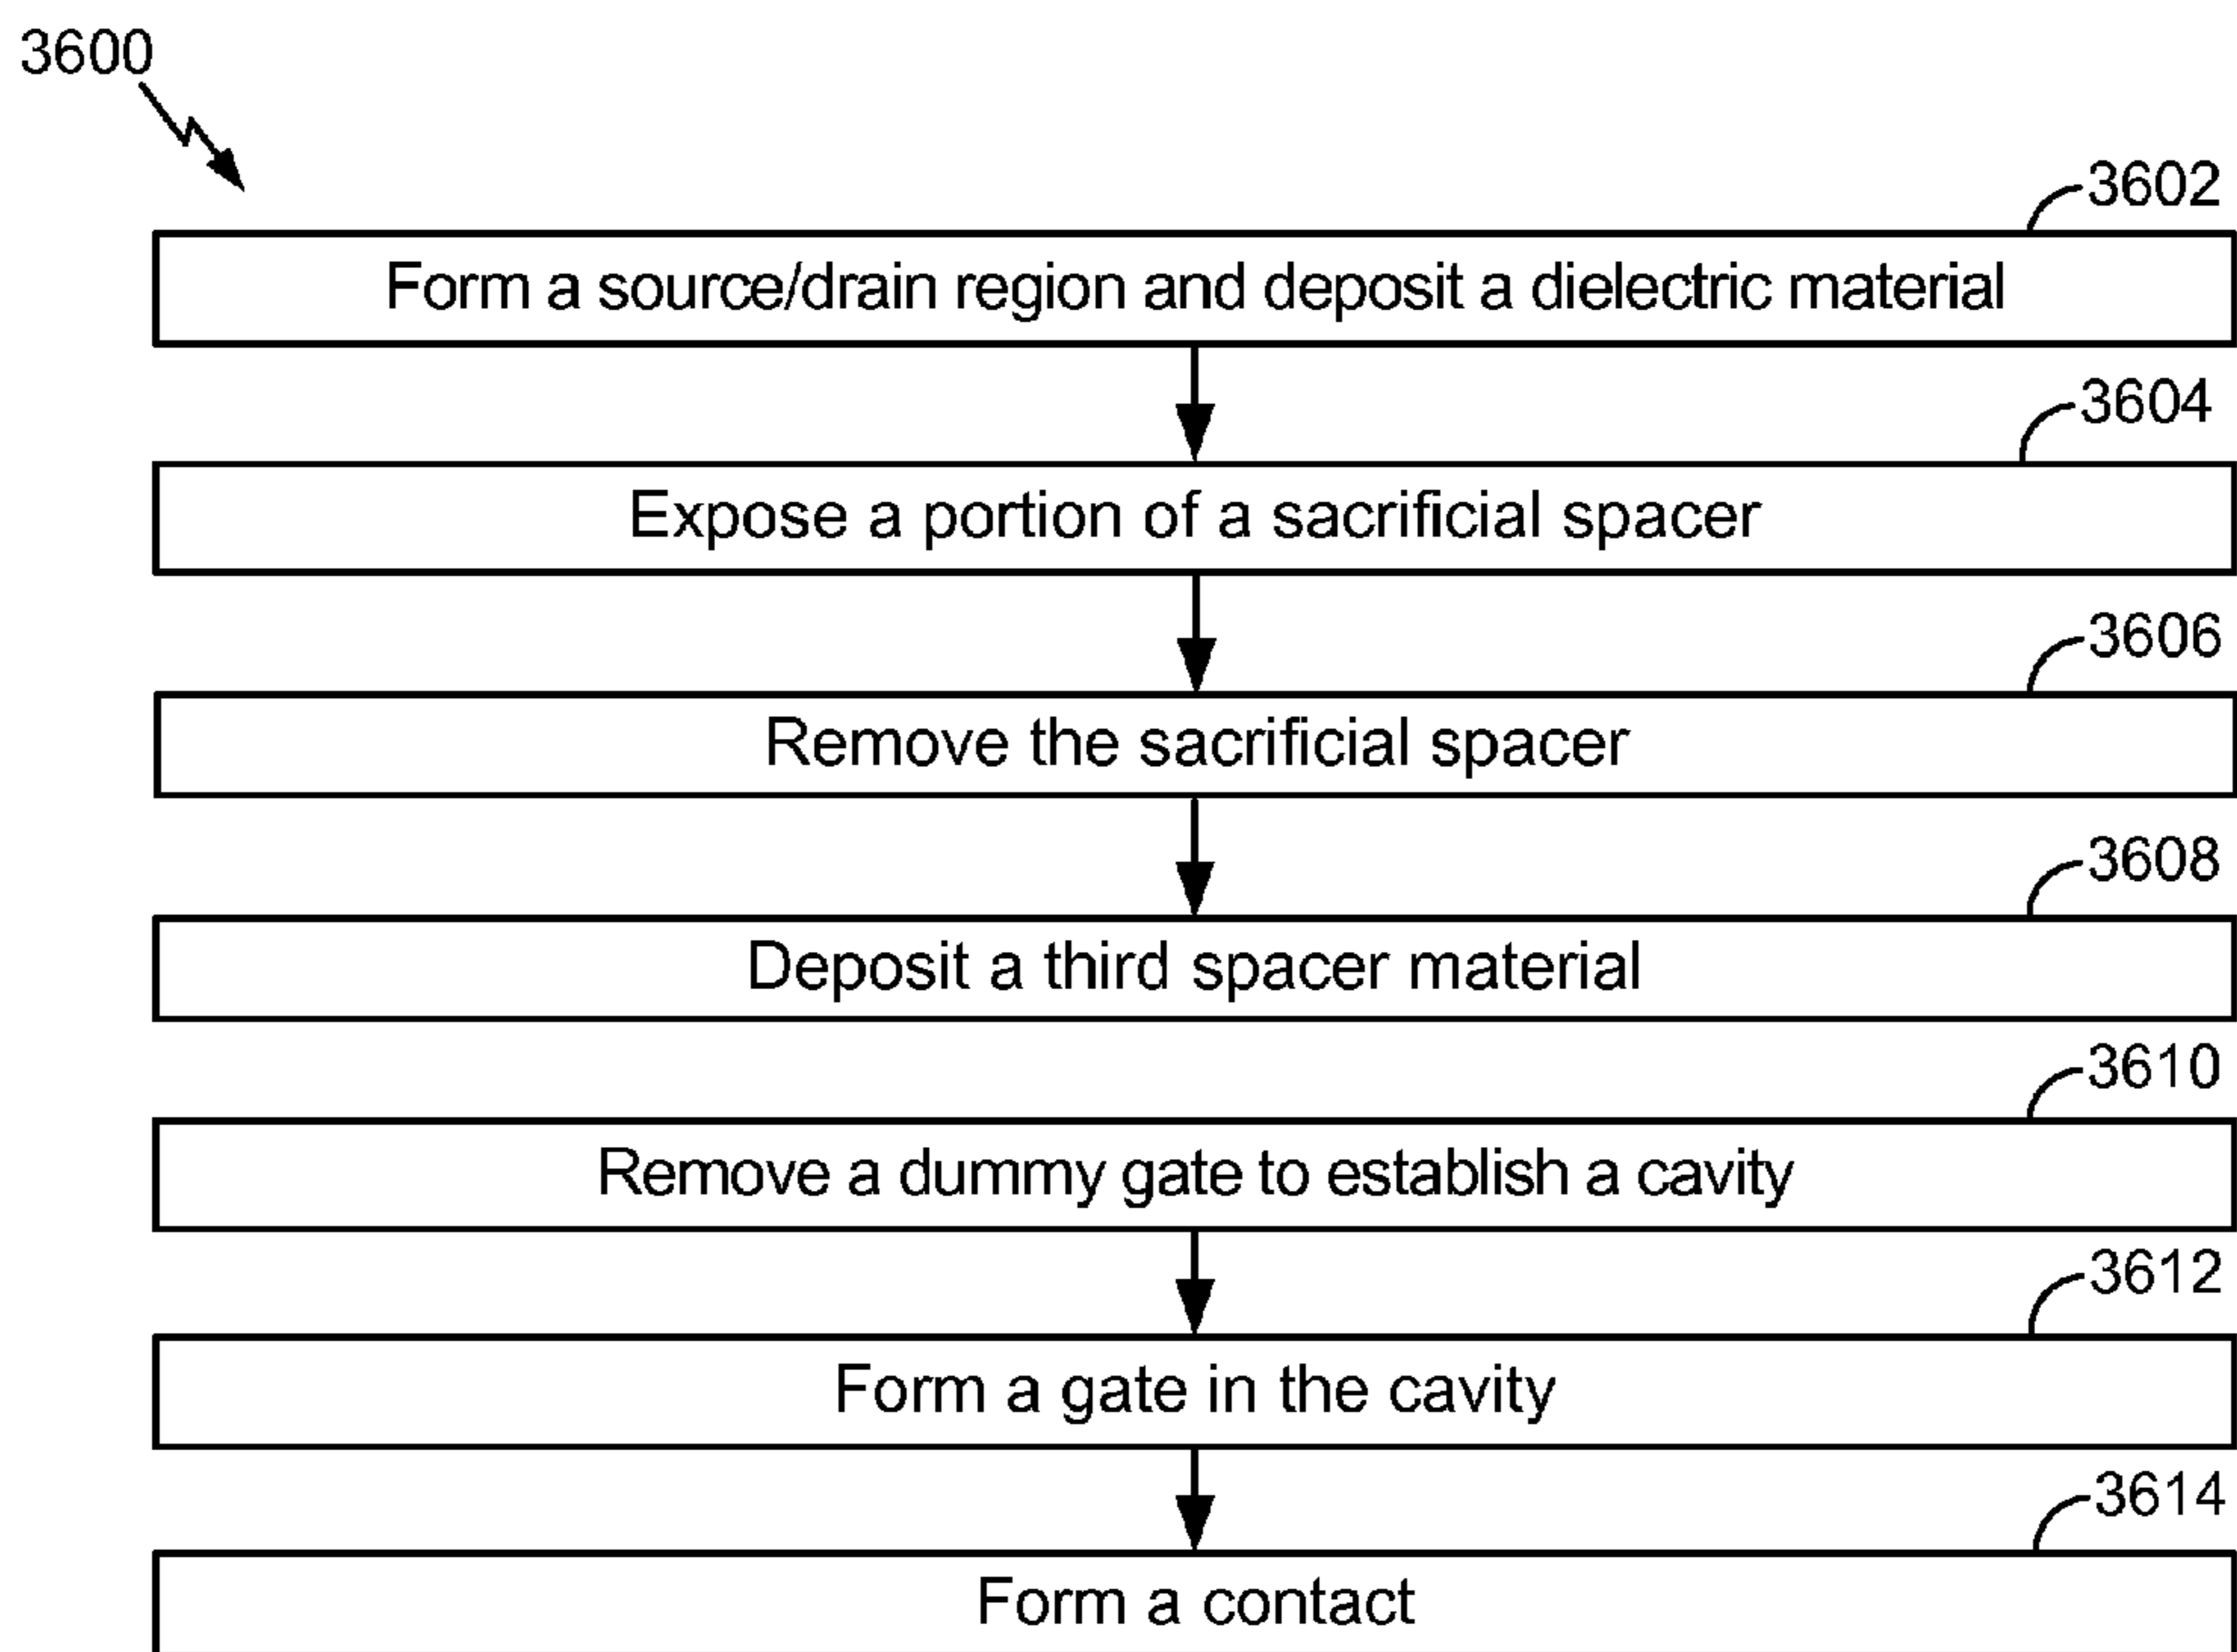 3600
3602
Form a source/drain region and deposit a dielectric material
3604
Expose a portion of a sacrificial spacer
3606
Remove the sacrificial spacer
3608
Deposit a third spacer material
3610
Remove a dummy gate to establish a cavity
3612
Form a gate in the cavity
3614
Form a contact